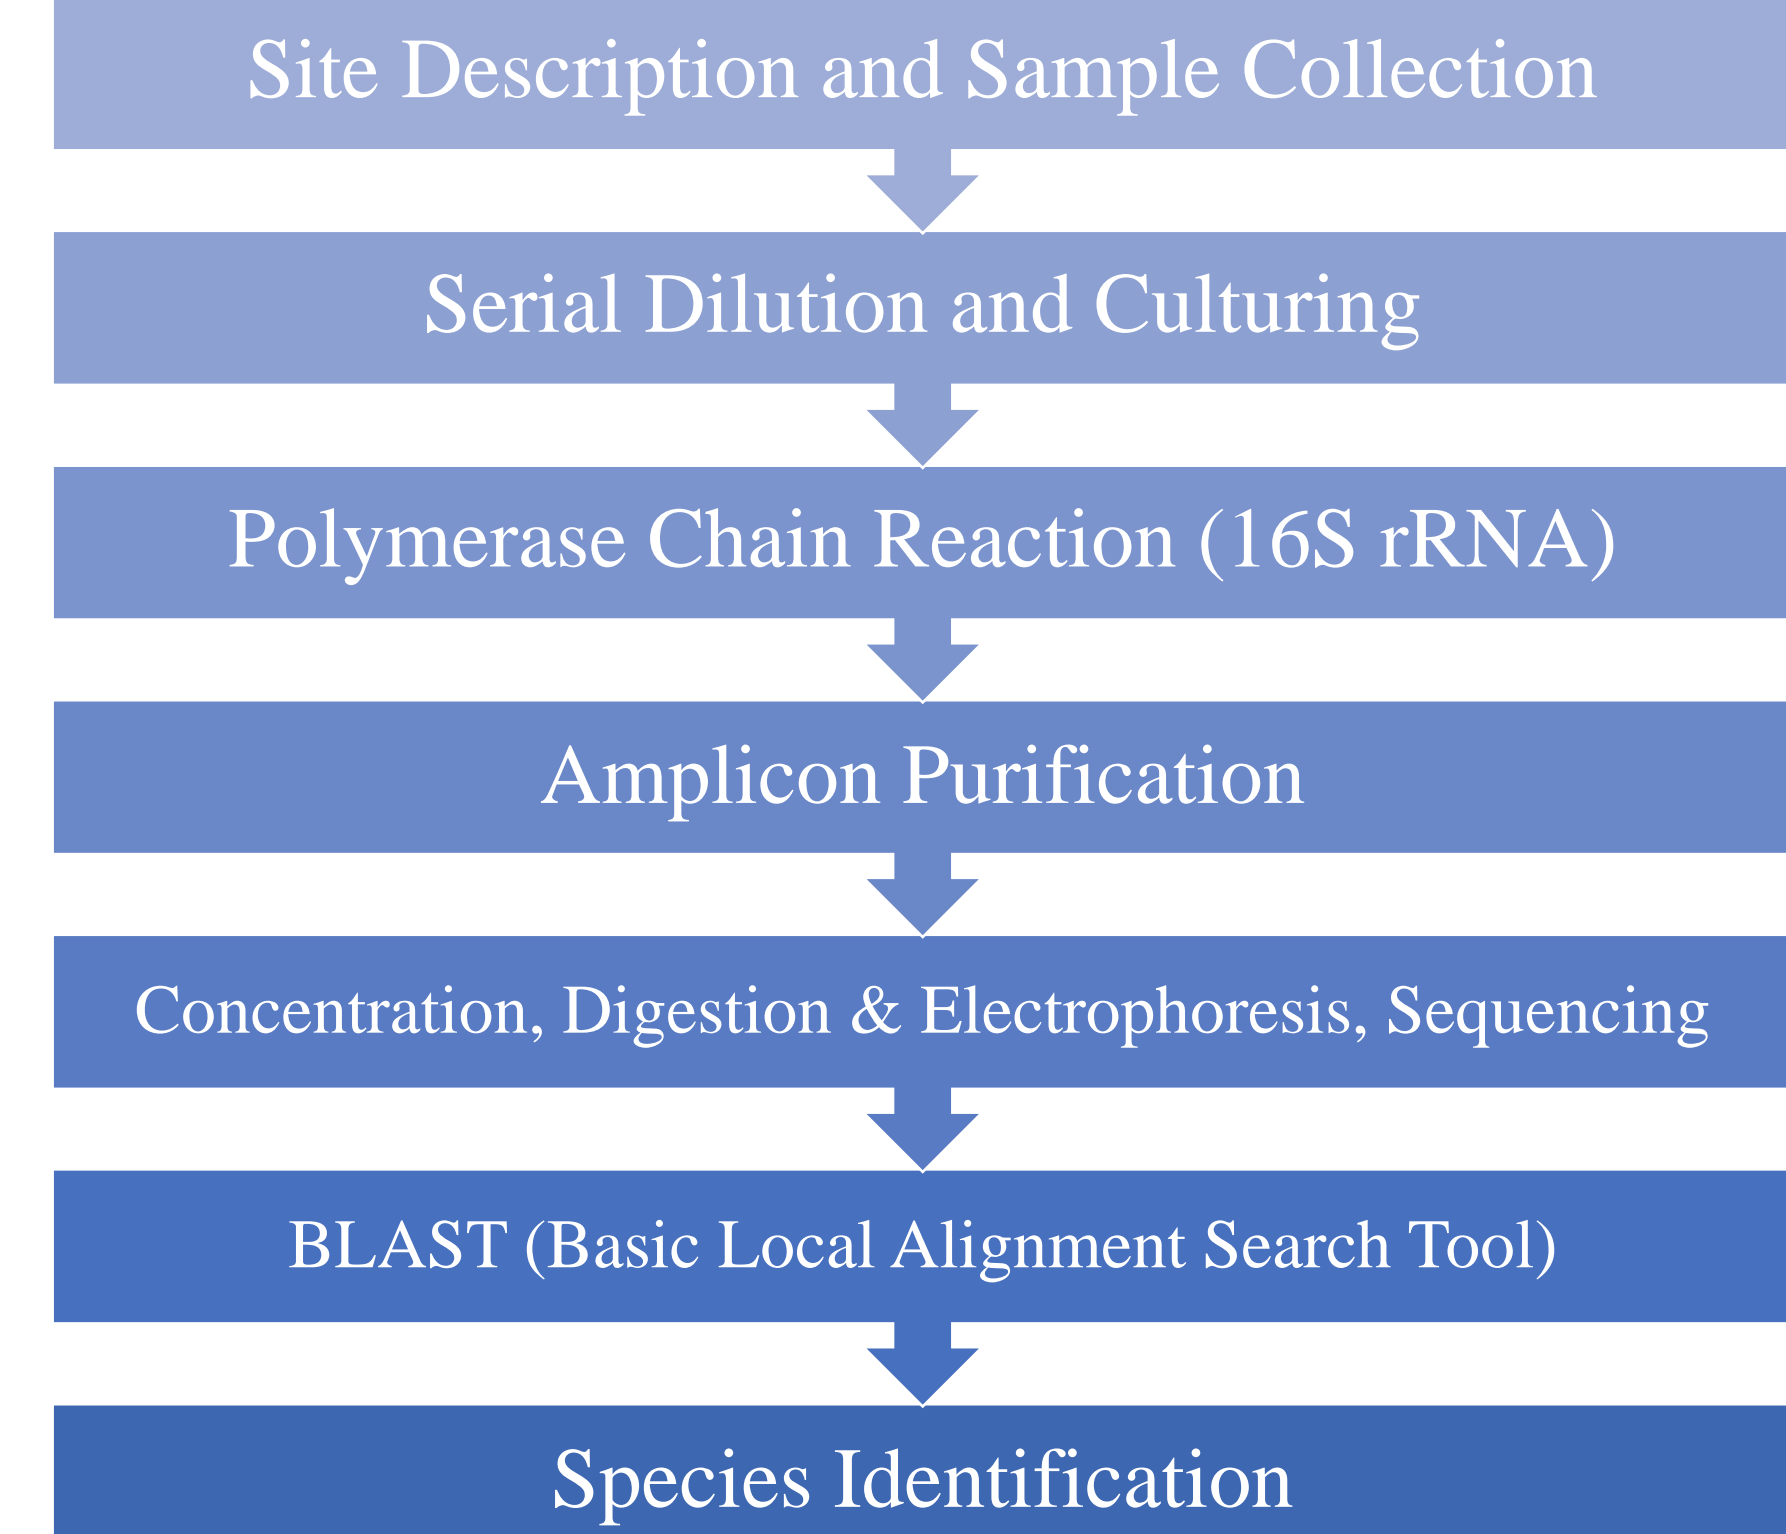 Site Description and Sample Collection
Serial Dilution and Culturing
Polymerase Chain Reaction (16S rRNA)
Amplicon Purification
Concentration, Digestion & Electrophoresis, Sequencing
BLAST (Basic Local Alignment Search Tool)
Species Identification